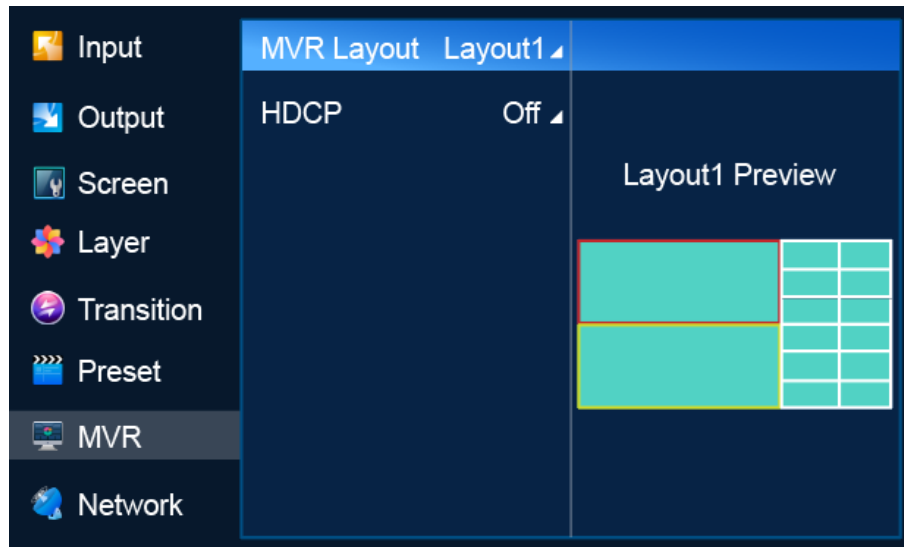 Input
Output
Screen
Layer
Transition
Preset
MVR
Network
MVR Layout Layout1
HDCP Off
Layout1 Preview